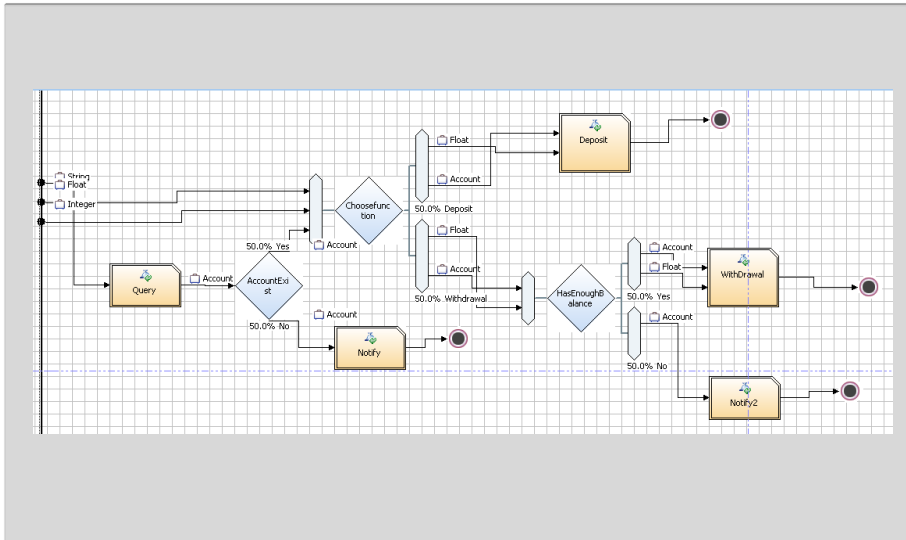 String
Float
Integer
Query
Account
AccountExi
st
50.0% Yes
50.0% No
Account
Account
Notify
Choosefunc
tion
Float
Account
50.0% Deposit
Deposit
Float
Account
50.0% Withdrawal
HasEnoughB
alance
Account
Float
50.0% Yes
WithDrawal
Account
50.0% No
Notify2